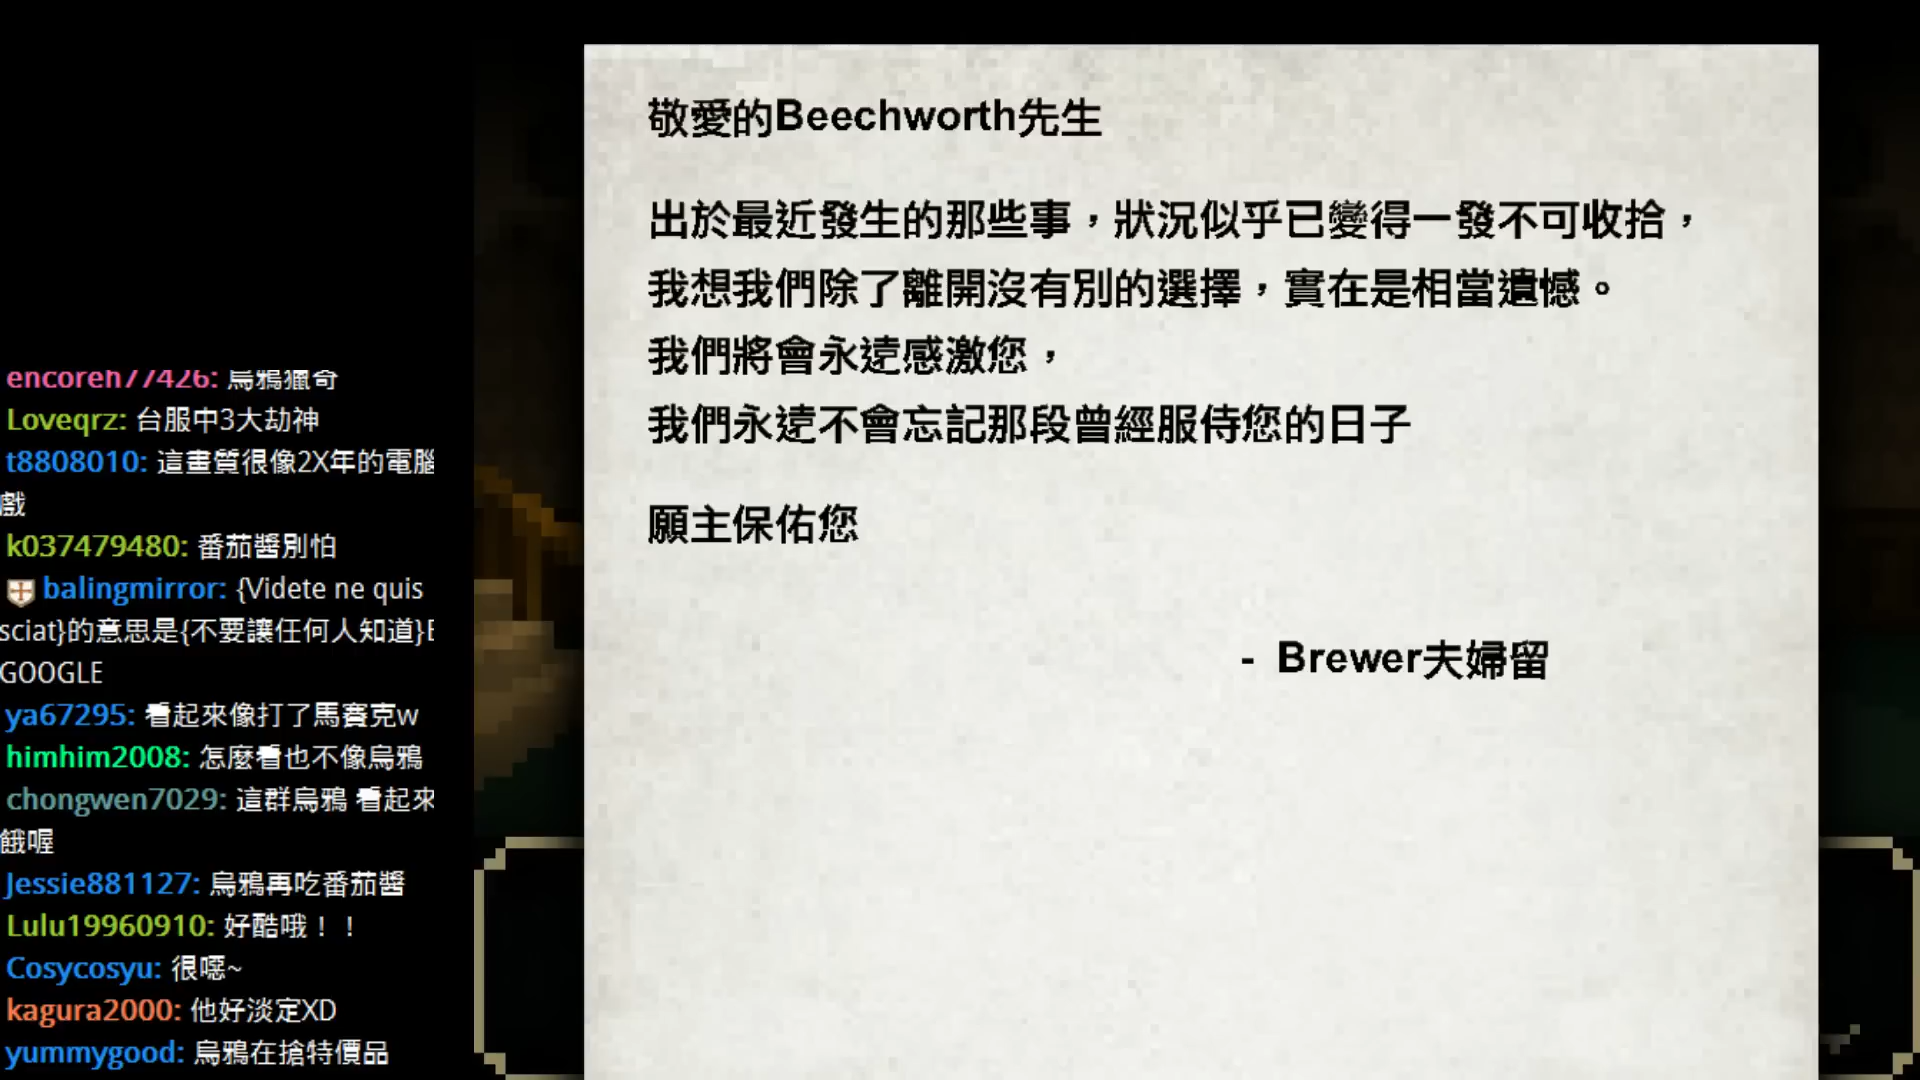 敬愛的Beechworth先生
出於最近發生的那些事，狀況似乎已變得一發不可收拾，
我想我們除了離開沒有別的選擇，實在是相當遺憾。
我們將會永遠感激您，
我們永遠不會忘記那段曾經服侍您的日子
願主保佑您
- Brewer夫婦留
encoreh77426: 烏鴉獵奇
Loveqrz: 台服中3大劫神
t8808010: 這畫質很像2X年的電腦
戲
k037479480: 番茄醬別怕
balingmirror: {Videte ne quis
sciat}的意思是{不要讓任何人知道}
GOOGLE
ya67295: 看起來像打了馬賽克w
himhim2008: 怎麼看也不像烏鴉
chongwen7029: 這群烏鴉 看起來
餓喔
Jessie881127: 烏鴉再吃番茄醬
Lulu19960910: 好酷哦！！
Cosycosyu: 很噁~
kagura2000: 他好淡定XD
yummygood: 烏鴉在搶特價品